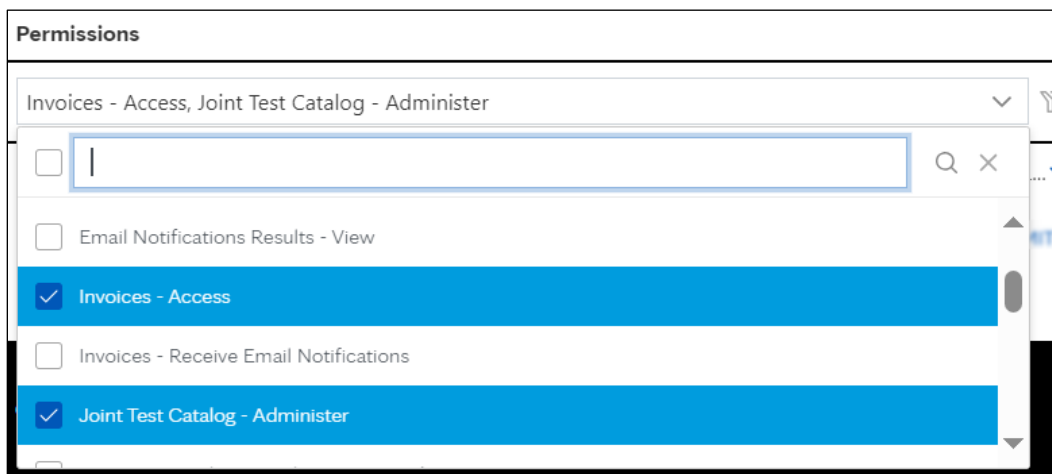 Permissions
Invoices - Access, Joint Test Catalog - Administer
Email Notifications Results - View
Invoices - Access
Invoices - Receive Email Notifications
Joint Test Catalog - Administer